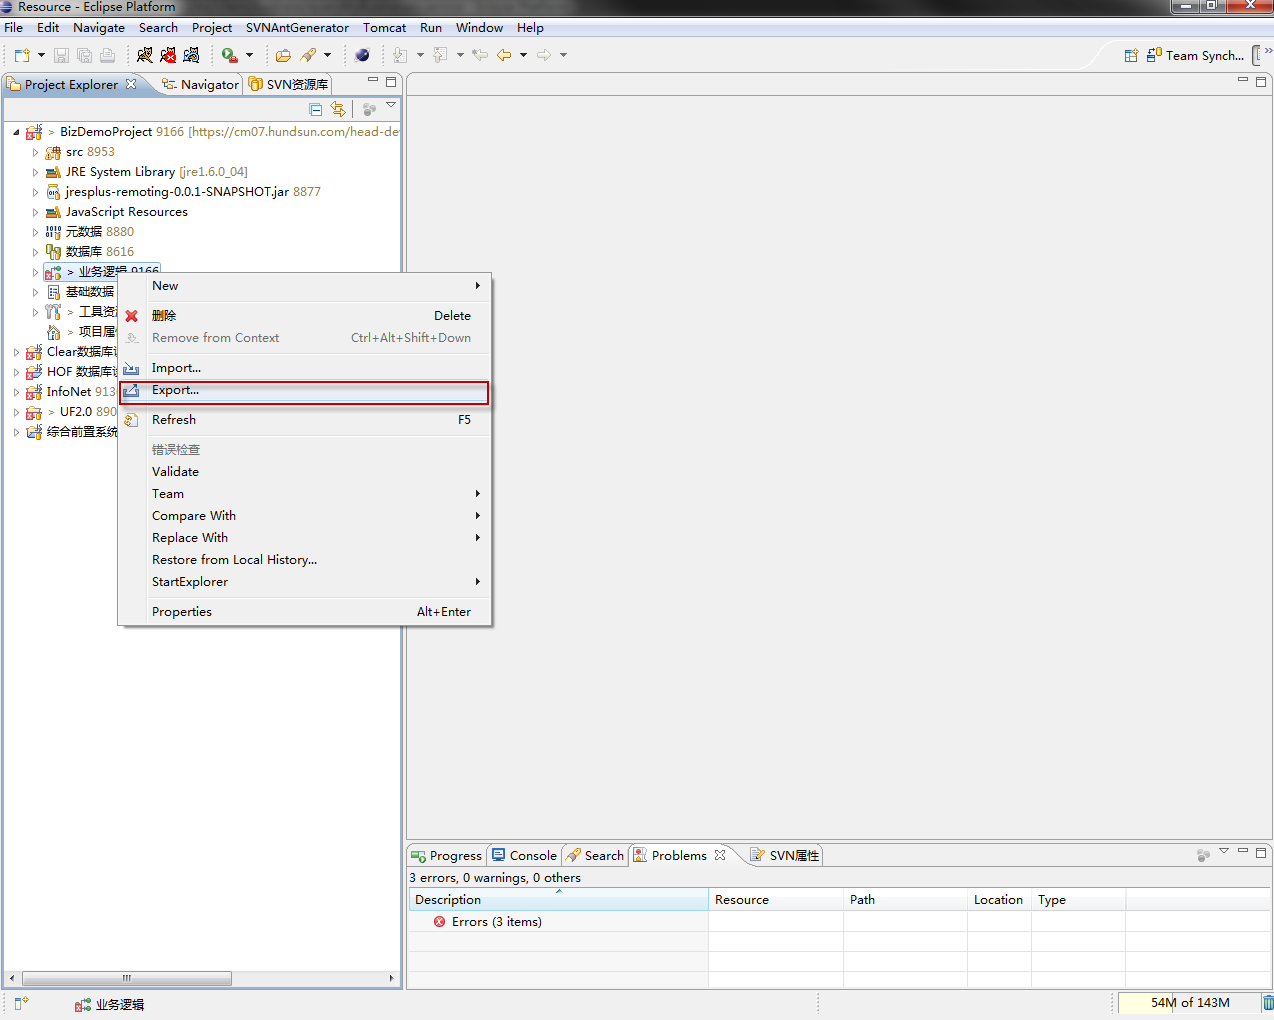 Resource - Eclipse Platform
File Edit Navigate Search Project SVNAntGenerator Tomcat Run Window Help
Team Synch...
Project Explorer Navigator SVN资源库
> BizDemoProject 9166 [https://cm07.hundsun.com/head-de
src 8953
JRE System Library [jre1.6.0_04]
jresplus-remoting-0.0.1-SNAPSHOT.jar 8877
JavaScript Resources
元数据 8880
数据库 8616
> 业务逻辑 9166
基础数据
> 工具资
> 项目属
Clear数据库
HOF 数据库
InfoNet 913
> UF2.0 890
综合前置系统
New
删除 Delete
Remove from Context Ctrl+Alt+Shift+Down
Import...
Export...
Refresh F5
错误检查
Validate
Team
Compare With
Replace With
Restore from Local History...
StartExplorer
Properties Alt+Enter
Progress Console Search Problems SVN属性
3 errors, 0 warnings, 0 others
Description Resource Path Location Type
Errors (3 items)
业务逻辑
54M of 143M